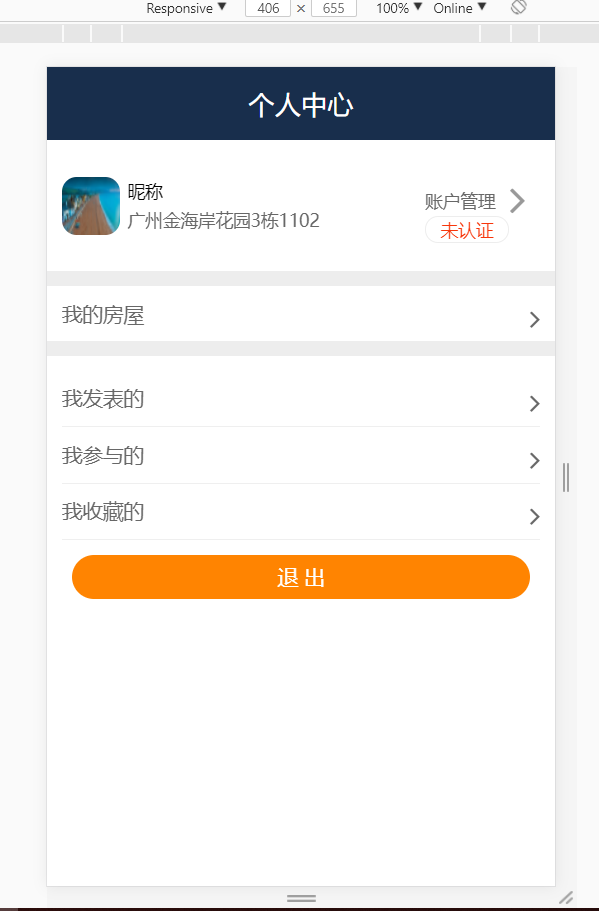 Responsive ▼ 406 × 655 100% ▼ Online ▼
个人中心
昵称
广州金海岸花园3栋1102
账户管理
未认证
我的房屋
我发表的
我参与的
我收藏的
退 出